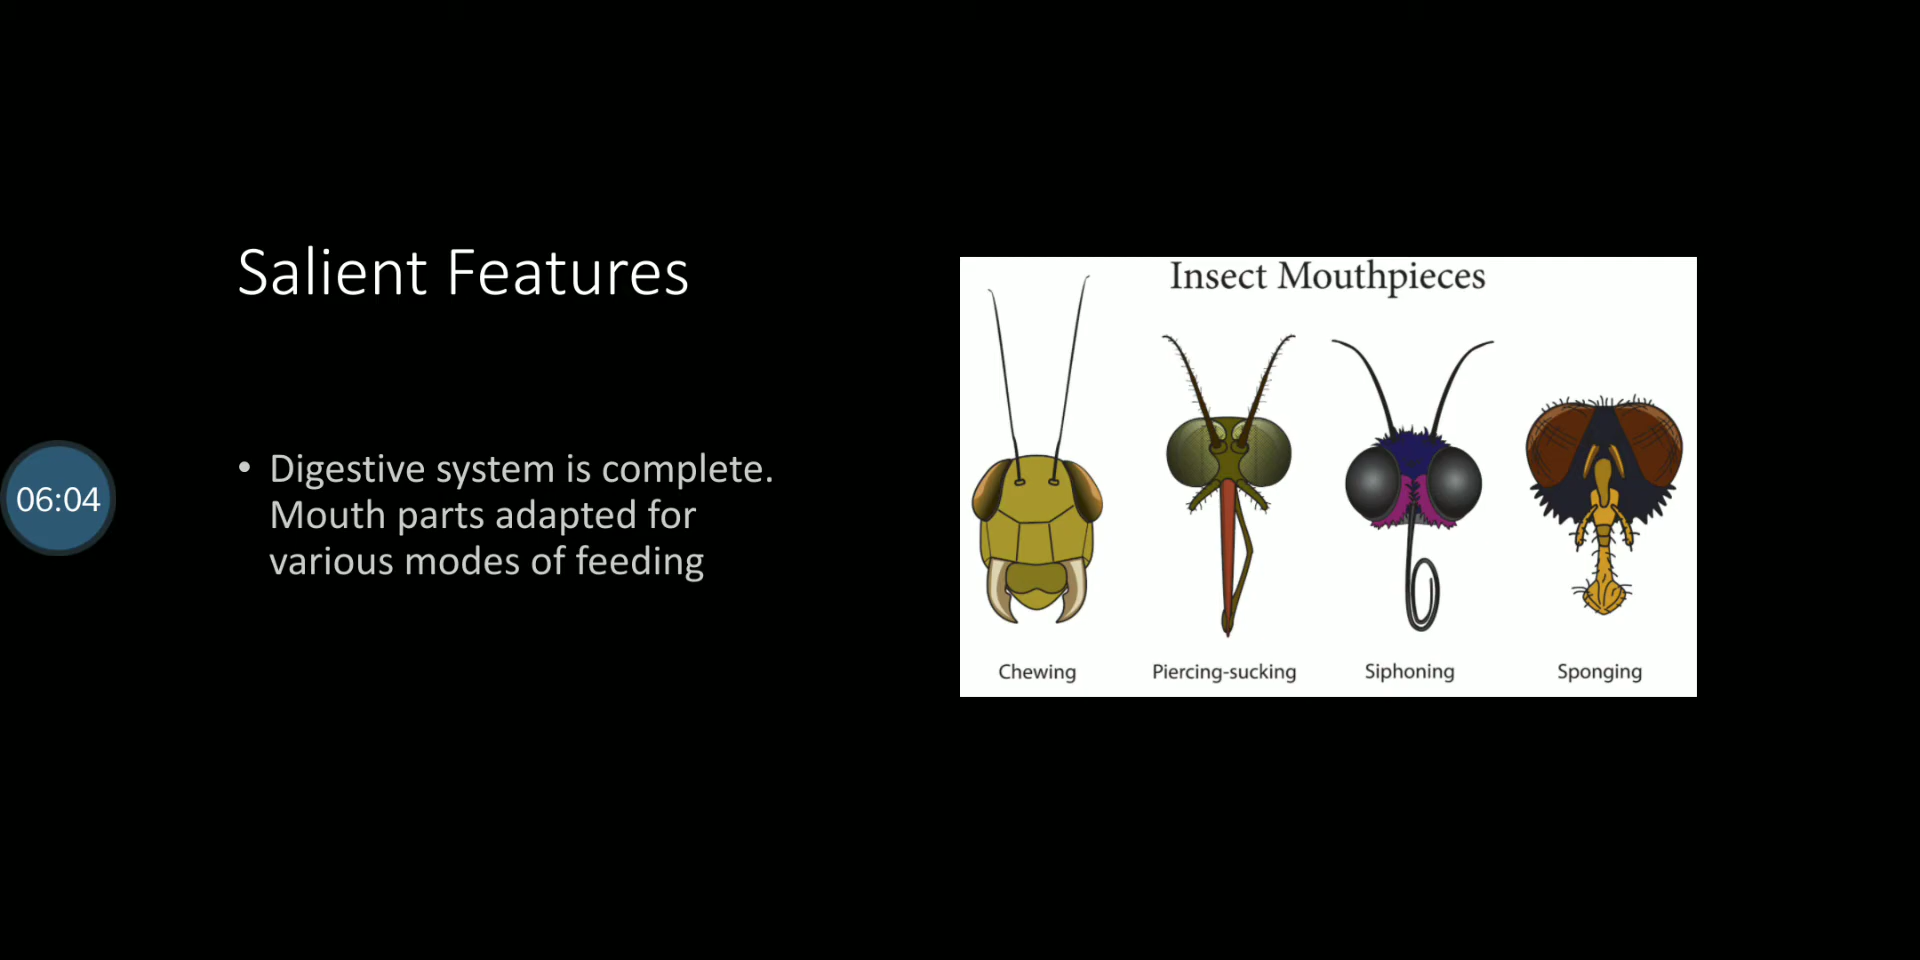 Salient Features
• Digestive system is complete.
Mouth parts adapted for
various modes of feeding
06:04
Insect Mouthpieces
Chewing
Piercing-sucking
Siphoning
Sponging